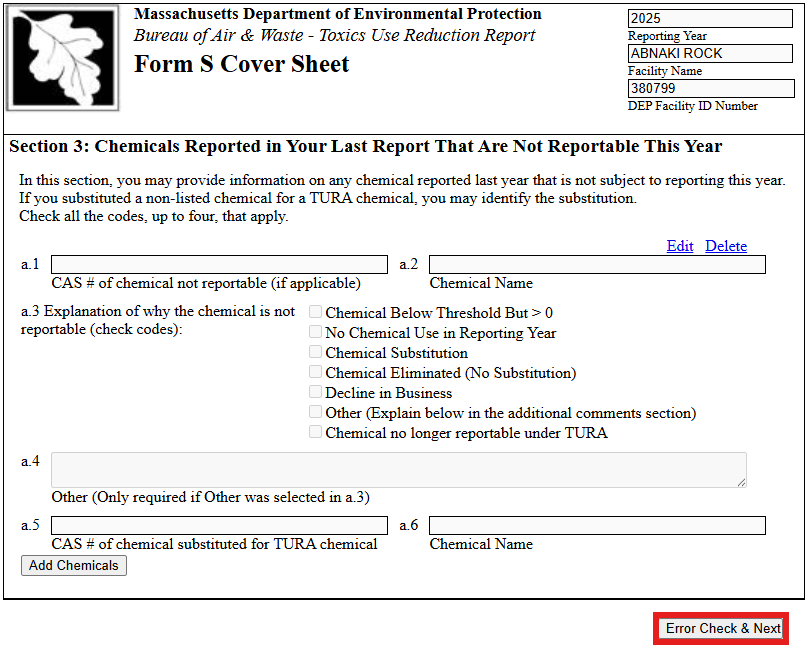 Massachusetts Department of Environmental Protection
Bureau of Air & Waste - Toxics Use Reduction Report
Form S Cover Sheet
2025
Reporting Year
ABNAKI ROCK
Facility Name
380799
DEP Facility ID Number
Section 3: Chemicals Reported in Your Last Report That Are Not Reportable This Year
In this section, you may provide information on any chemical reported last year that is not subject to reporting this year.
If you substituted a non-listed chemical for a TURA chemical, you may identify the substitution.
Check all the codes, up to four, that apply.
Edit Delete
a.1 a.2
CAS # of chemical not reportable (if applicable) Chemical Name
a.3 Explanation of why the chemical is not
reportable (check codes):
Chemical Below Threshold But > 0
No Chemical Use in Reporting Year
Chemical Substitution
Chemical Eliminated (No Substitution)
Decline in Business
Other (Explain below in the additional comments section)
Chemical no longer reportable under TURA
a.4
Other (Only required if Other was selected in a.3)
a.5 a.6
CAS # of chemical substituted for TURA chemical Chemical Name
Add Chemicals
Error Check & Next